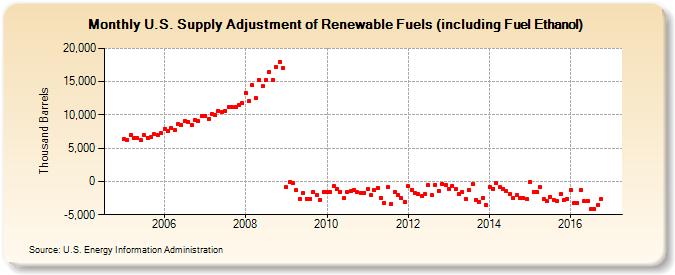 Monthly U.S. Supply Adjustment of Renewable Fuels (including Fuel Ethanol)
Thousand Barrels
20,000
15,000
10,000
5,000
0
-5,000
2006 2008 2010 2012 2014 2016
Source: U.S. Energy Information Administration